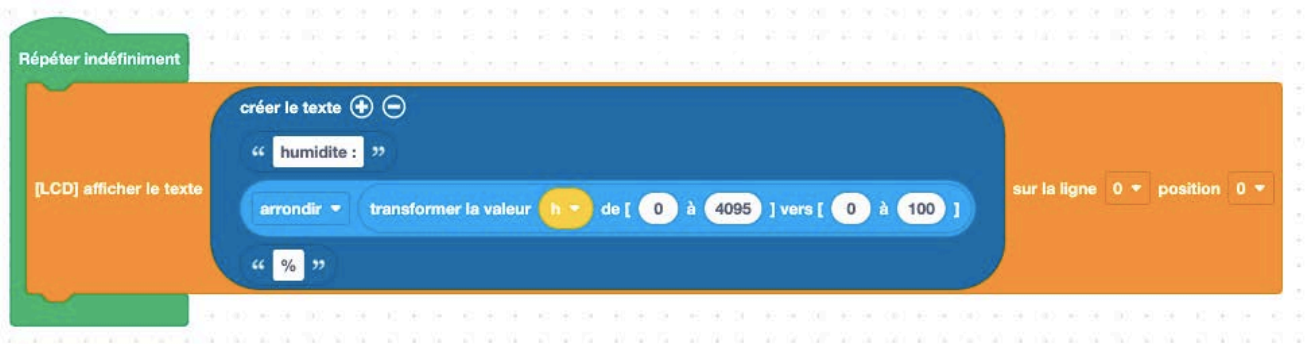 Répéter indéfiniment
créer le texte
“ humidite : ”
[LCD] afficher le texte
arrondir transformer la valeur h de [ 0 à 4095 ] vers [ 0 à 100 ]
sur la ligne 0 position 0
“ % ”